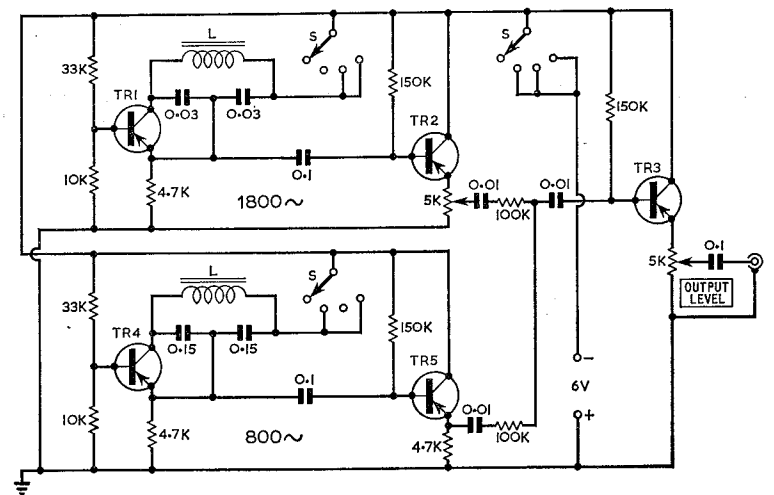 L
S
S
33K
150K
150K
TR1
0.03
0.03
TR2
TR3
10K
0.1
4.7K
1800~
5K
0.01
0.01
100K
5K
0.1
OUTPUT
LEVEL
L
S
33K
150K
TR4
0.15
0.15
TR5
−
6V
+
0.1
10K
4.7K
800~
0.01
4.7K
100K